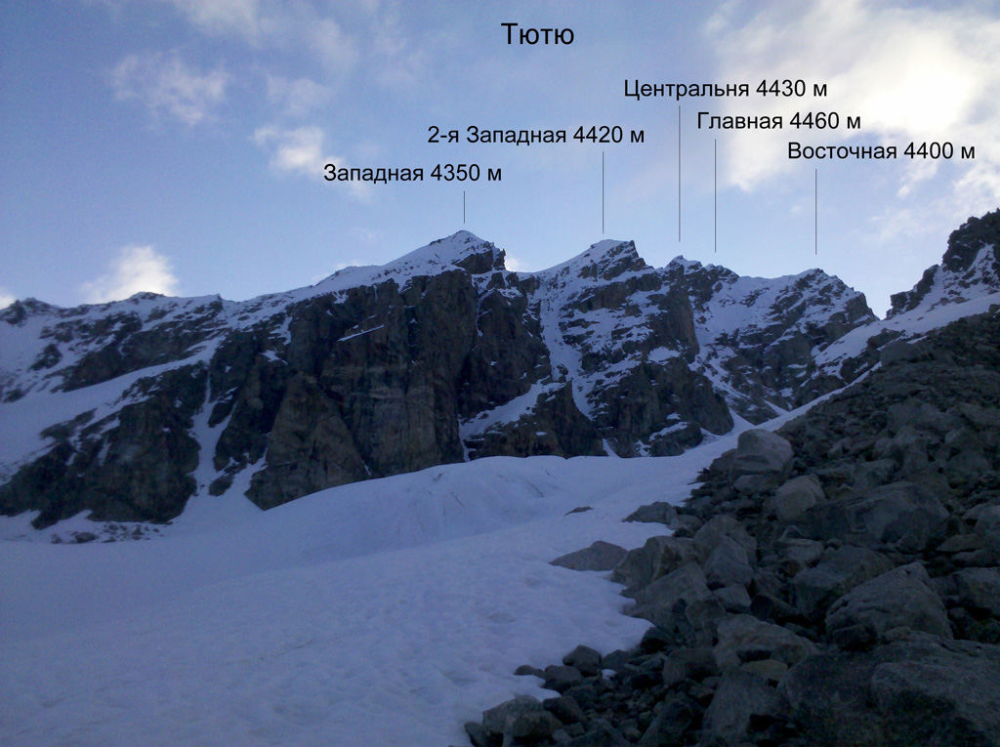 Тютю
Центральня 4430 м
Главная 4460 м
2-я Западная 4420 м
Восточная 4400 м
Западная 4350 м